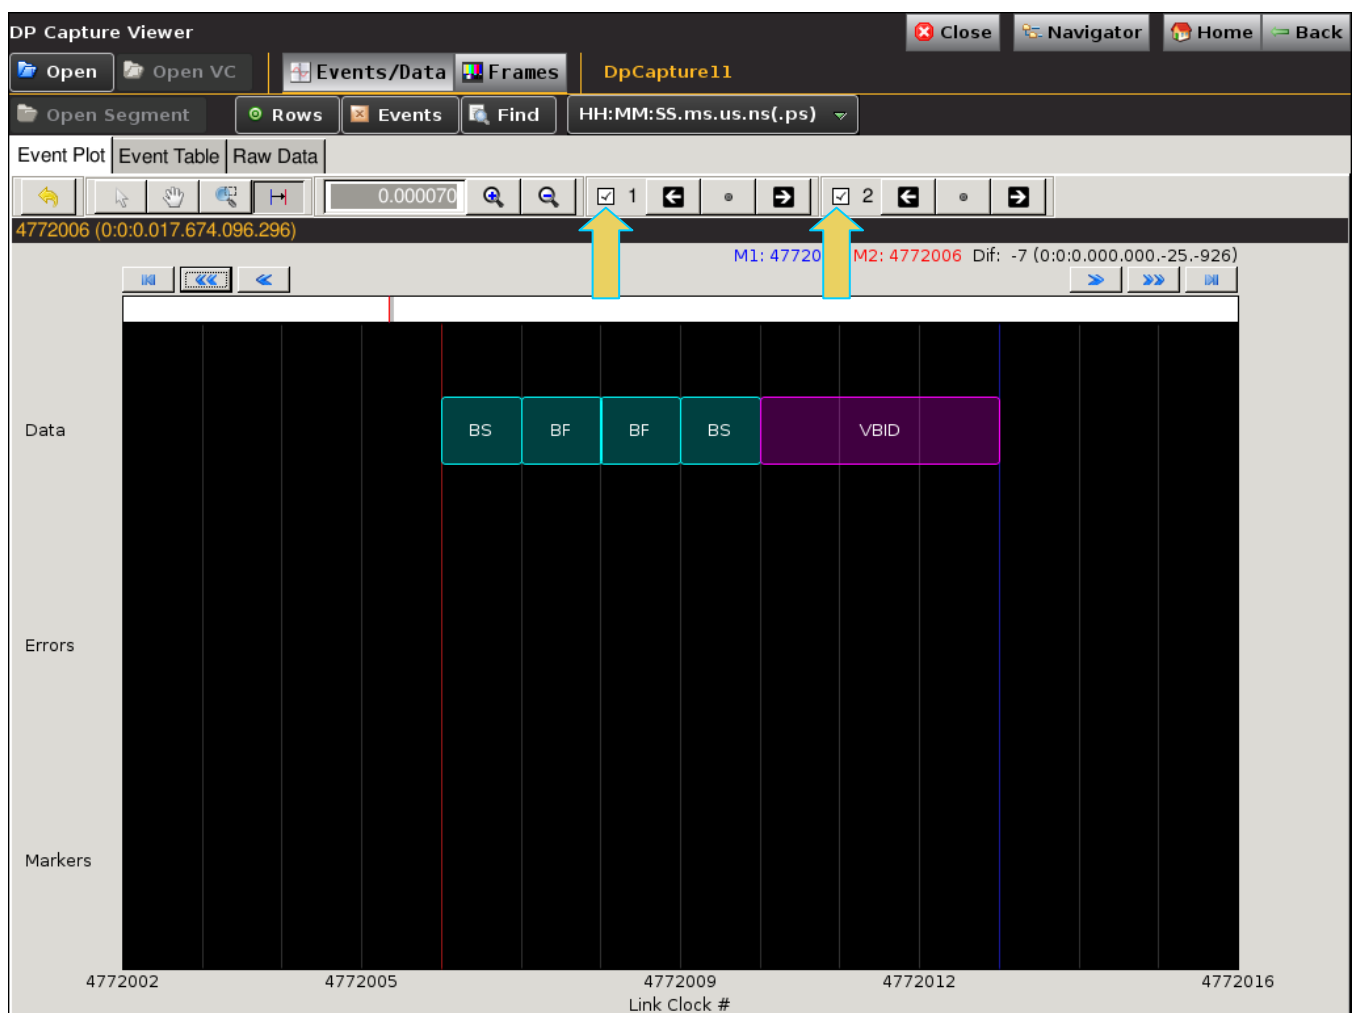 DP Capture Viewer Close Navigator Home Back
Open Open VC Events/Data Frames DpCapture11
Open Segment Rows Events Find HH:MM:SS.ms.us.ns(.ps)
Event Plot Event Table Raw Data
0.000070 1 2
4772006 (0:0:0.017.674.096.296)
M1: 47720 M2: 4772006 Dif: -7 (0:0:0.000.000.-25.-926)
Data BS BF BF BS VBID
Errors
Markers
4772002 4772005 4772009 4772012 4772016
Link Clock #